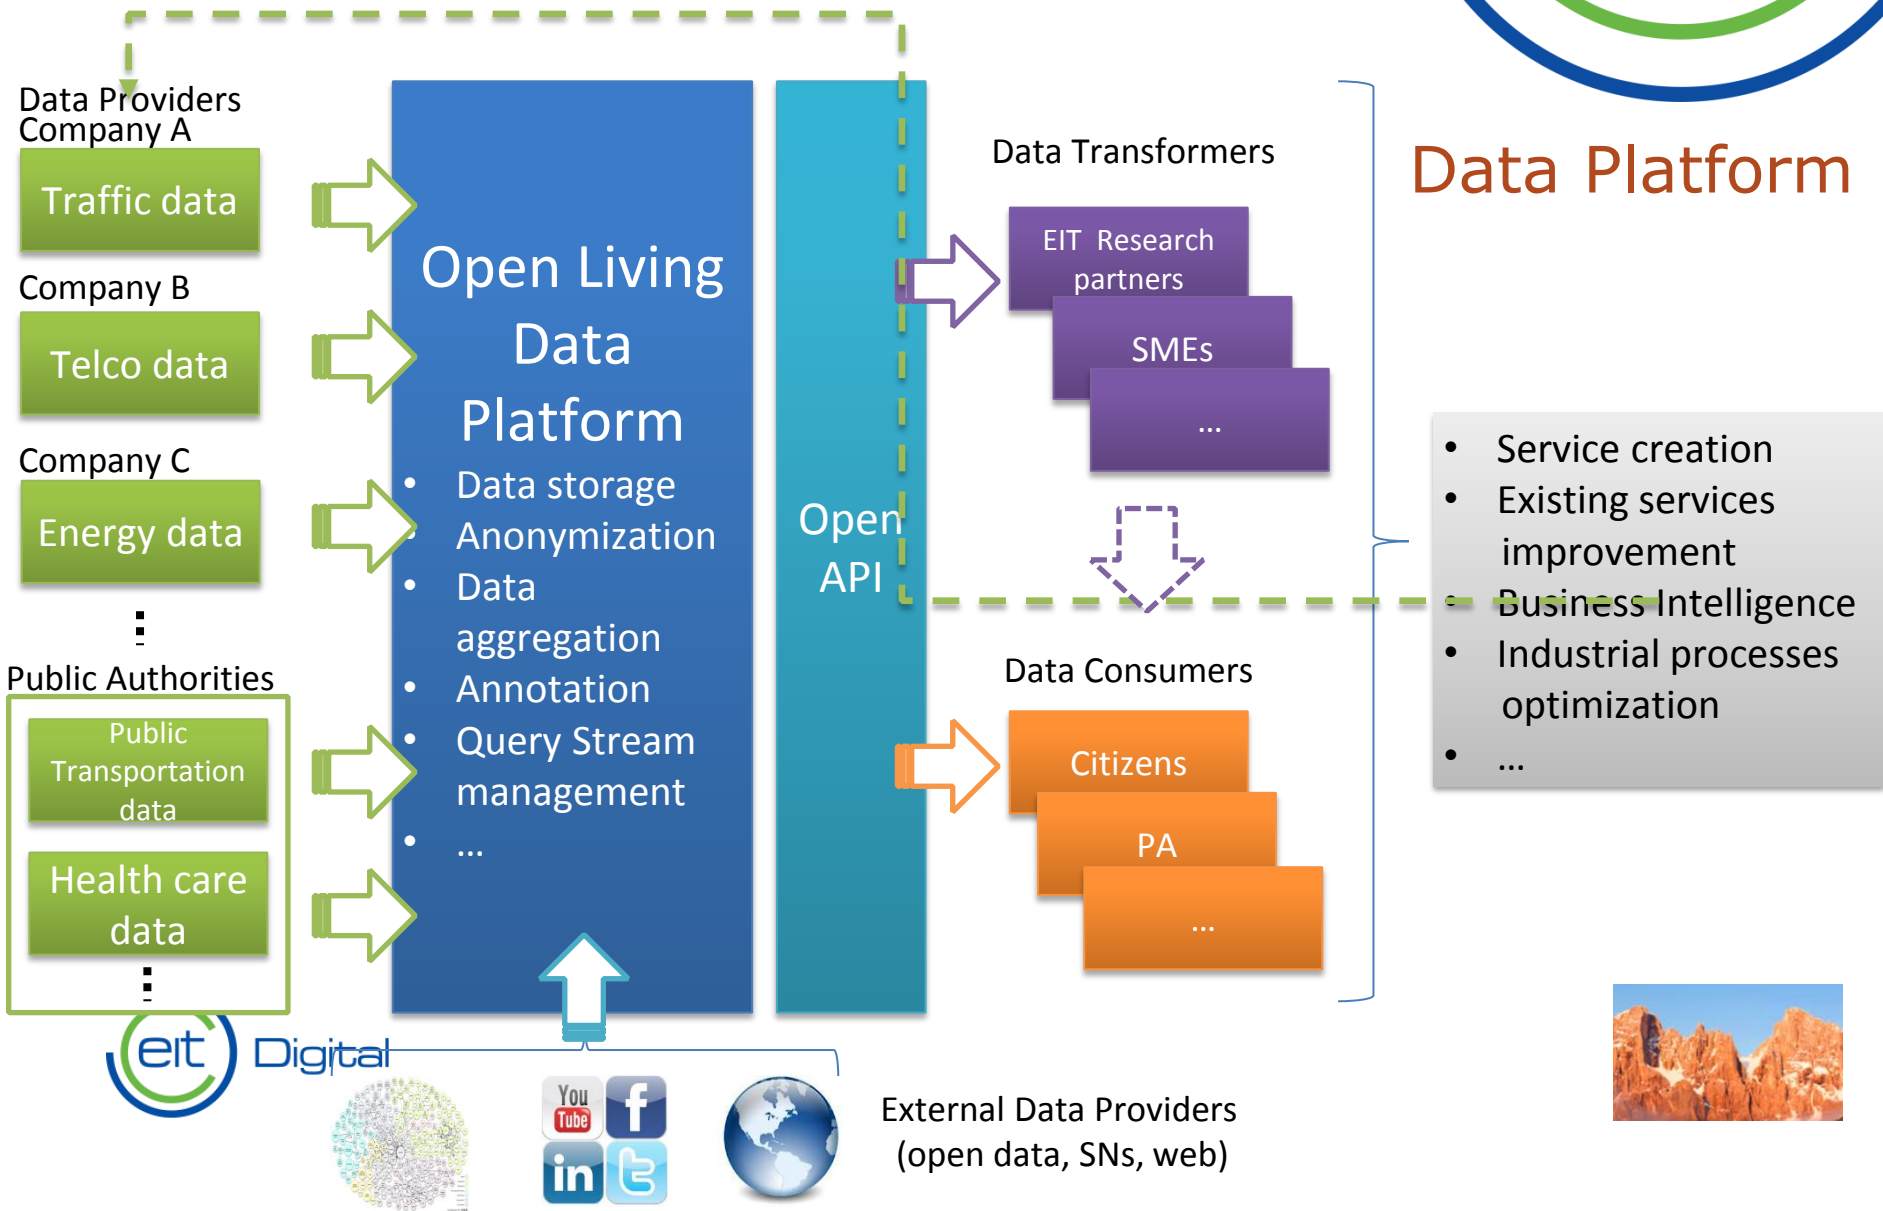 Data Platform
Data Providers
Company A
Traffic data
Company B
Telco data
Company C
Energy data
Public Authorities
Public
Transportation
data
Health care
data
Open Living
Data
Platform
• Data storage
• Anonymization
• Data
aggregation
• Annotation
• Query Stream
management
• ...
Open
API
Data Transformers
EIT Research
partners
SMEs
...
Data Consumers
Citizens
PA
...
• Service creation
• Existing services
improvement
• Business Intelligence
• Industrial processes
optimization
• ...
eit Digital
You
Tube
f
in
t
External Data Providers
(open data, SNs, web)